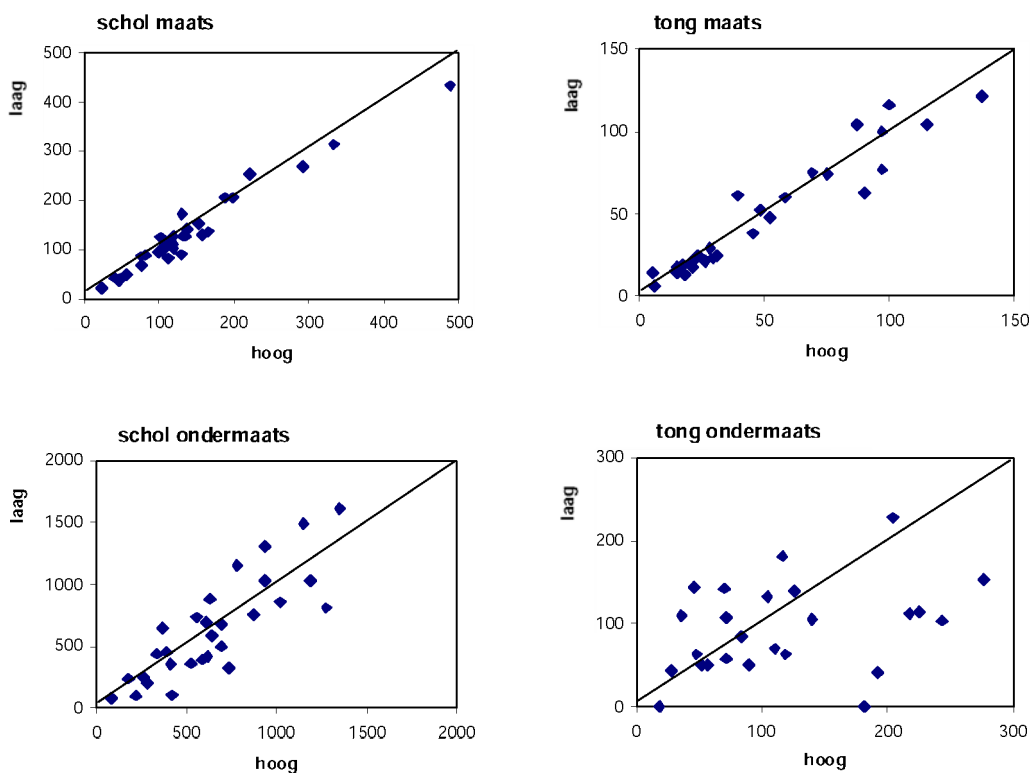 schol maats
500
400
300
200
100
0
laag
0 100 200 300 400 500
hoog
tong maats
150
100
50
0
laag
0 50 100 150
hoog
schol ondermaats
2000
1500
1000
500
0
laag
0 500 1000 1500 2000
hoog
tong ondermaats
300
200
100
0
laag
0 100 200 300
hoog